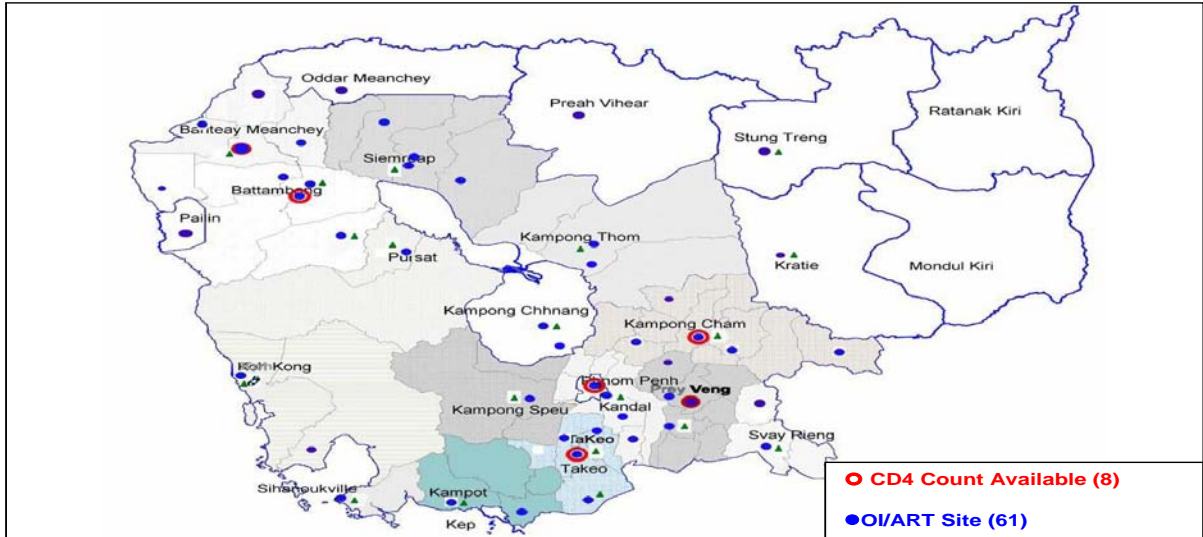 Oddar Meanchey
Preah Vihear
Ratanak Kiri
Banteay Meanchey
Stung Treng
Siemreap
Battambang
Pailin
Kampong Thom
Pursat
Kratie
Mondul Kiri
Kampong Chhnang
Kampong Cham
Koh Kong
Phnom Penh
Prey Veng
Kampong Speu
Kandal
TaKeo
Svay Rieng
Takeo
Sihanoukville
Kampot
Kep
CD4 Count Available (8)
OI/ART Site (61)